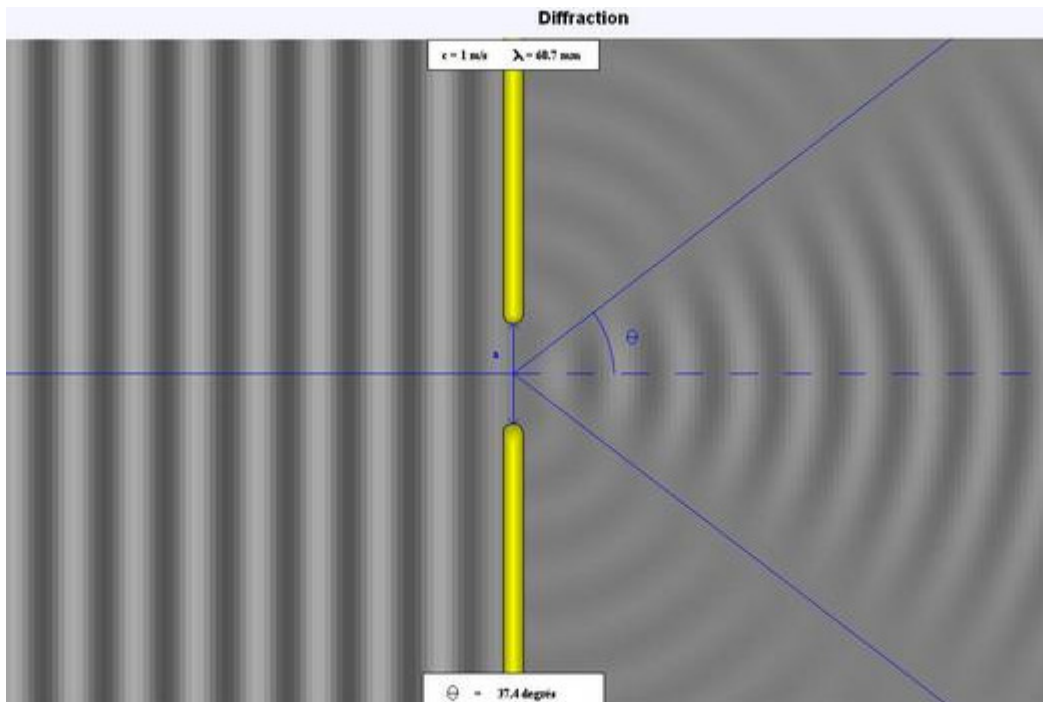 Diffraction
c = 1 m/s λ = 60.7 mm
a
θ
θ = 37.4 degrés